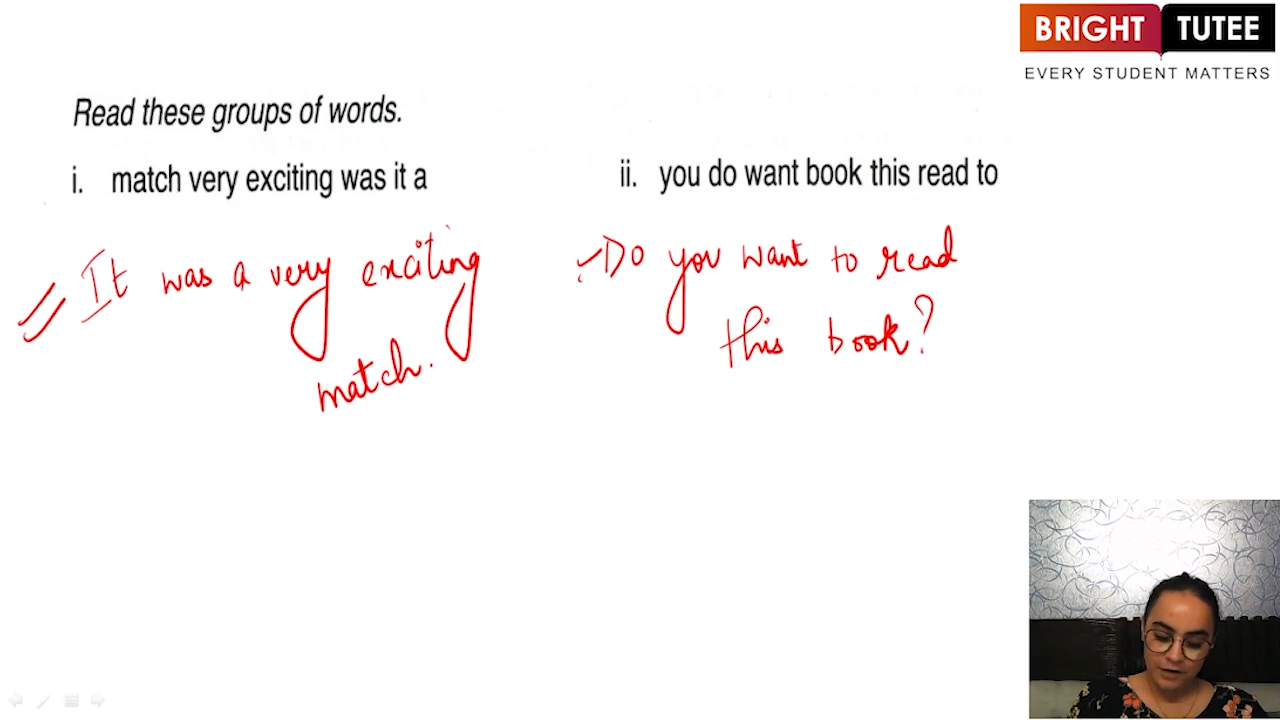 BRIGHT TUTEE
EVERY STUDENT MATTERS
Read these groups of words.
i. match very exciting was it a
ii. you do want book this read to
It was a very exciting
match.
Do you want to read
this book?